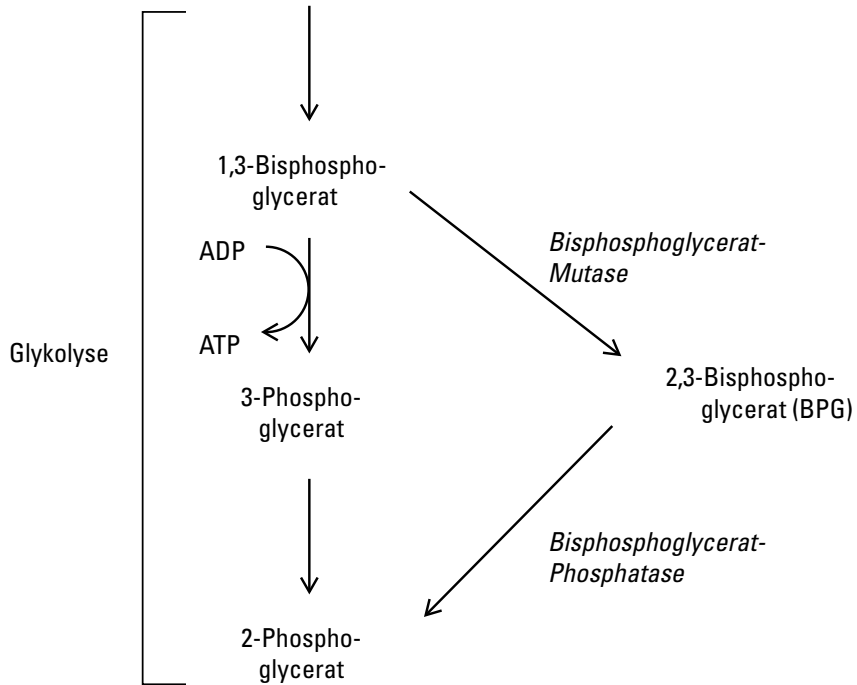 1,3-Bisphospho-
glycerat
ADP
Bisphosphoglycerat-
Mutase
ATP
Glykolyse
2,3-Bisphospho-
glycerat (BPG)
3-Phospho-
glycerat
Bisphosphoglycerat-
Phosphatase
2-Phospho-
glycerat